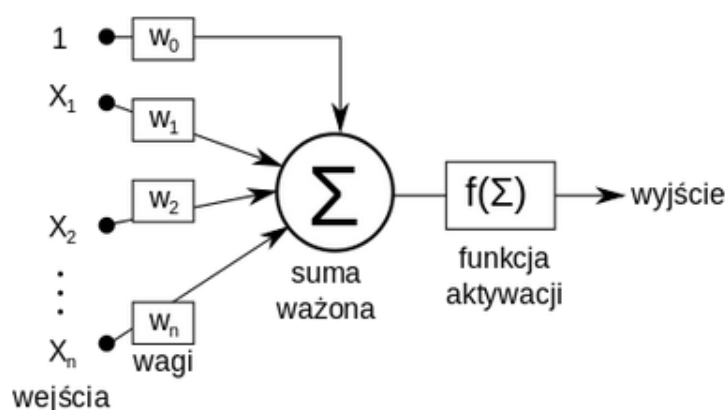 1
w₀
X₁
w₁
X₂
w₂
Xₙ
wₙ
wagi
wejścia
Σ
suma
ważona
f(Σ)
funkcja
aktywacji
wyjście